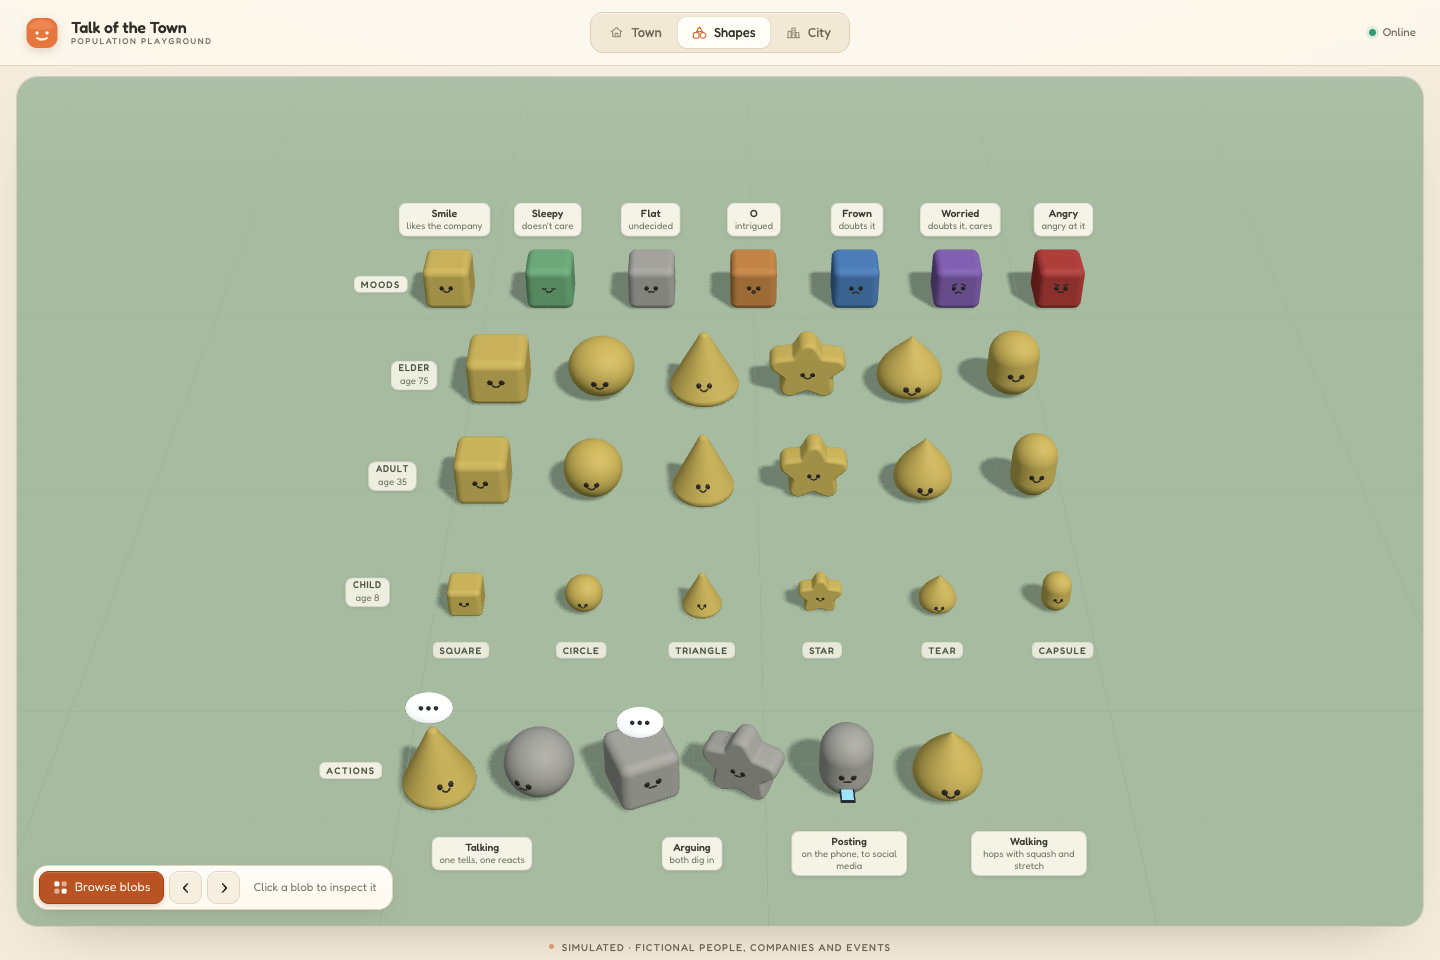 Talk of the Town
POPULATION PLAYGROUND
Town
Shapes
City
Online
Smile
likes the company
Sleepy
doesn't care
Flat
undecided
O
intrigued
Frown
doubts it
Worried
doubts it, cares
Angry
angry at it
MOODS
ELDER
age 75
ADULT
age 35
CHILD
age 8
SQUARE
CIRCLE
TRIANGLE
STAR
TEAR
CAPSULE
ACTIONS
Talking
one tells, one reacts
Arguing
both dig in
Posting
on the phone, to social
media
Walking
hops with squash and
stretch
Browse blobs
Click a blob to inspect it
SIMULATED · FICTIONAL PEOPLE, COMPANIES AND EVENTS